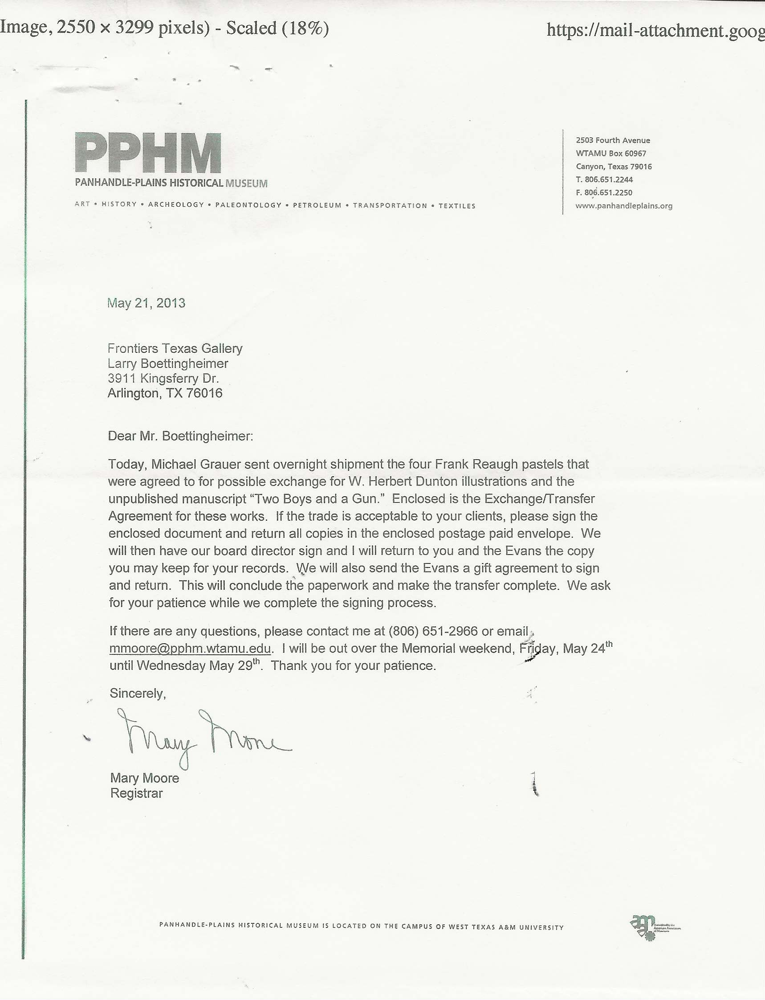 Image, 2550 × 3299 pixels) - Scaled (18%)
https://mail-attachment.goog
PPHM
PANHANDLE-PLAINS HISTORICAL MUSEUM
ART • HISTORY • ARCHEOLOGY • PALEONTOLOGY • PETROLEUM • TRANSPORTATION • TEXTILES
2503 Fourth Avenue
WTAMU Box 60967
Canyon, Texas 79016
T. 806.651.2244
F. 806.651.2250
www.panhandleplains.org
May 21, 2013
Frontiers Texas Gallery
Larry Boettingheimer
3911 Kingsferry Dr.
Arlington, TX 76016
Dear Mr. Boettingheimer:
Today, Michael Grauer sent overnight shipment the four Frank Reaugh pastels that
were agreed to for possible exchange for W. Herbert Dunton illustrations and the
unpublished manuscript “Two Boys and a Gun.” Enclosed is the Exchange/Transfer
Agreement for these works. If the trade is acceptable to your clients, please sign the
enclosed document and return all copies in the enclosed postage paid envelope. We
will then have our board director sign and I will return to you and the Evans the copy
you may keep for your records. We will also send the Evans a gift agreement to sign
and return. This will conclude the paperwork and make the transfer complete. We ask
for your patience while we complete the signing process.
If there are any questions, please contact me at (806) 651-2966 or email
mmoore@pphm.wtamu.edu. I will be out over the Memorial weekend, Friday, May 24th
until Wednesday May 29th. Thank you for your patience.
Sincerely,
Mary Moore
Mary Moore
Registrar
PANHANDLE-PLAINS HISTORICAL MUSEUM IS LOCATED ON THE CAMPUS OF WEST TEXAS A&M UNIVERSITY
Accredited by the
American Association
of Museums